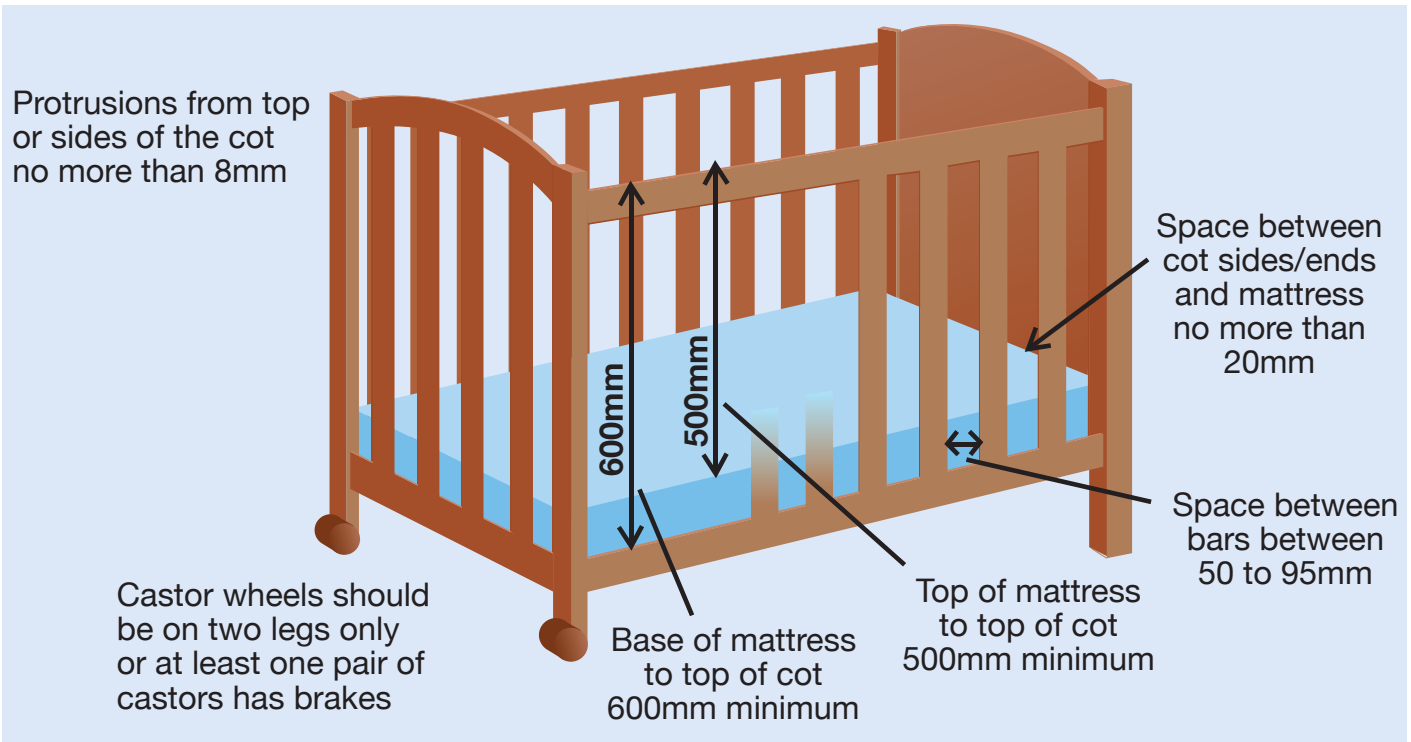 Protrusions from top
or sides of the cot
no more than 8mm
Space between
cot sides/ends
and mattress
no more than
20mm
600mm
500mm
Space between
bars between
50 to 95mm
Castor wheels should
be on two legs only
or at least one pair of
castors has brakes
Base of mattress
to top of cot
600mm minimum
Top of mattress
to top of cot
500mm minimum